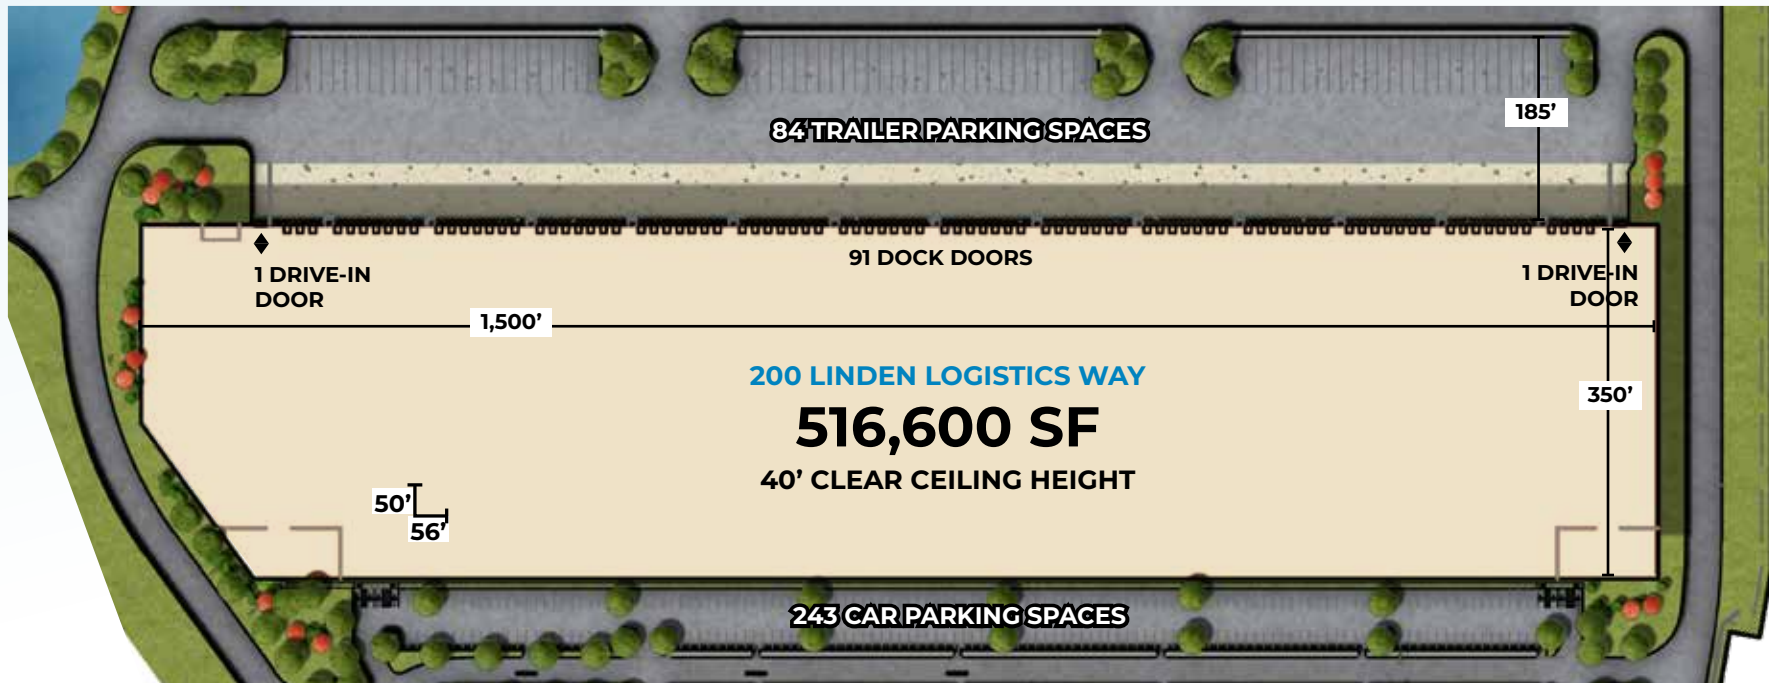 84 TRAILER PARKING SPACES
185’
91 DOCK DOORS
1 DRIVE-IN
DOOR
1 DRIVE-IN
DOOR
1,500’
200 LINDEN LOGISTICS WAY
516,600 SF
40’ CLEAR CEILING HEIGHT
350’
50’
56’
243 CAR PARKING SPACES